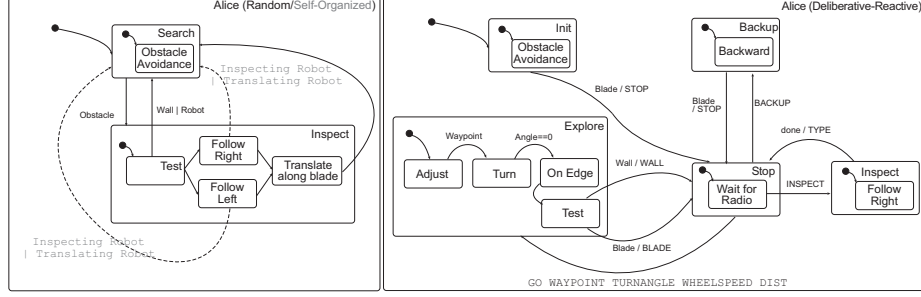 Alice (Random/Self-Organized)
Search
Obstacle
Avoidance
Inspecting Robot
| Translating Robot
Obstacle
Wall | Robot
Inspect
Test
Follow
Right
Follow
Left
Translate
along blade
Inspecting Robot
| Translating Robot
Alice (Deliberative-Reactive)
Init
Obstacle
Avoidance
Backup
Backward
Blade / STOP
Blade
/ STOP
BACKUP
Explore
Waypoint
Angle==0
Adjust
Turn
On Edge
Test
Wall / WALL
Blade / BLADE
done / TYPE
Stop
Wait for
Radio
INSPECT
Inspect
Follow
Right
GO WAYPOINT TURNANGLE WHEELSPEED DIST